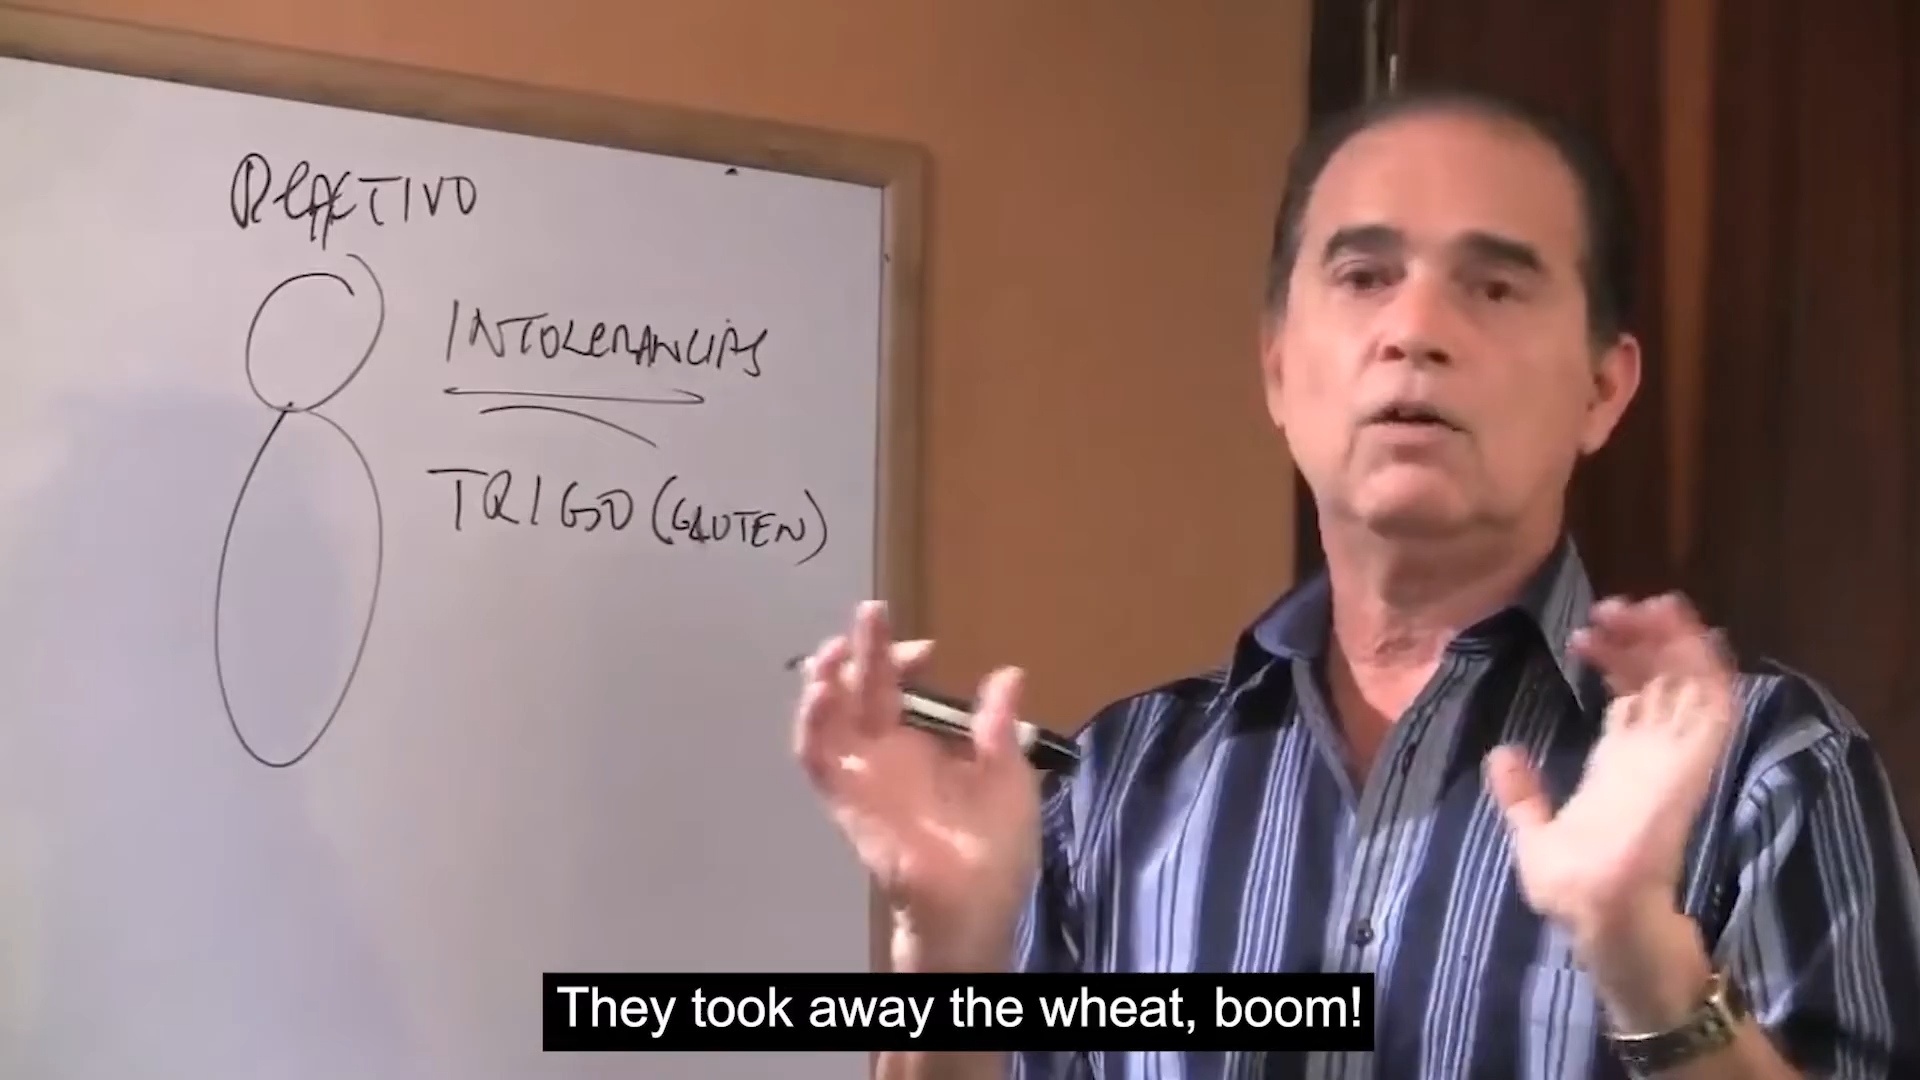 REACTIVO
INTOLERANCIAS
TRIGO (GLUTEN)
They took away the wheat, boom!